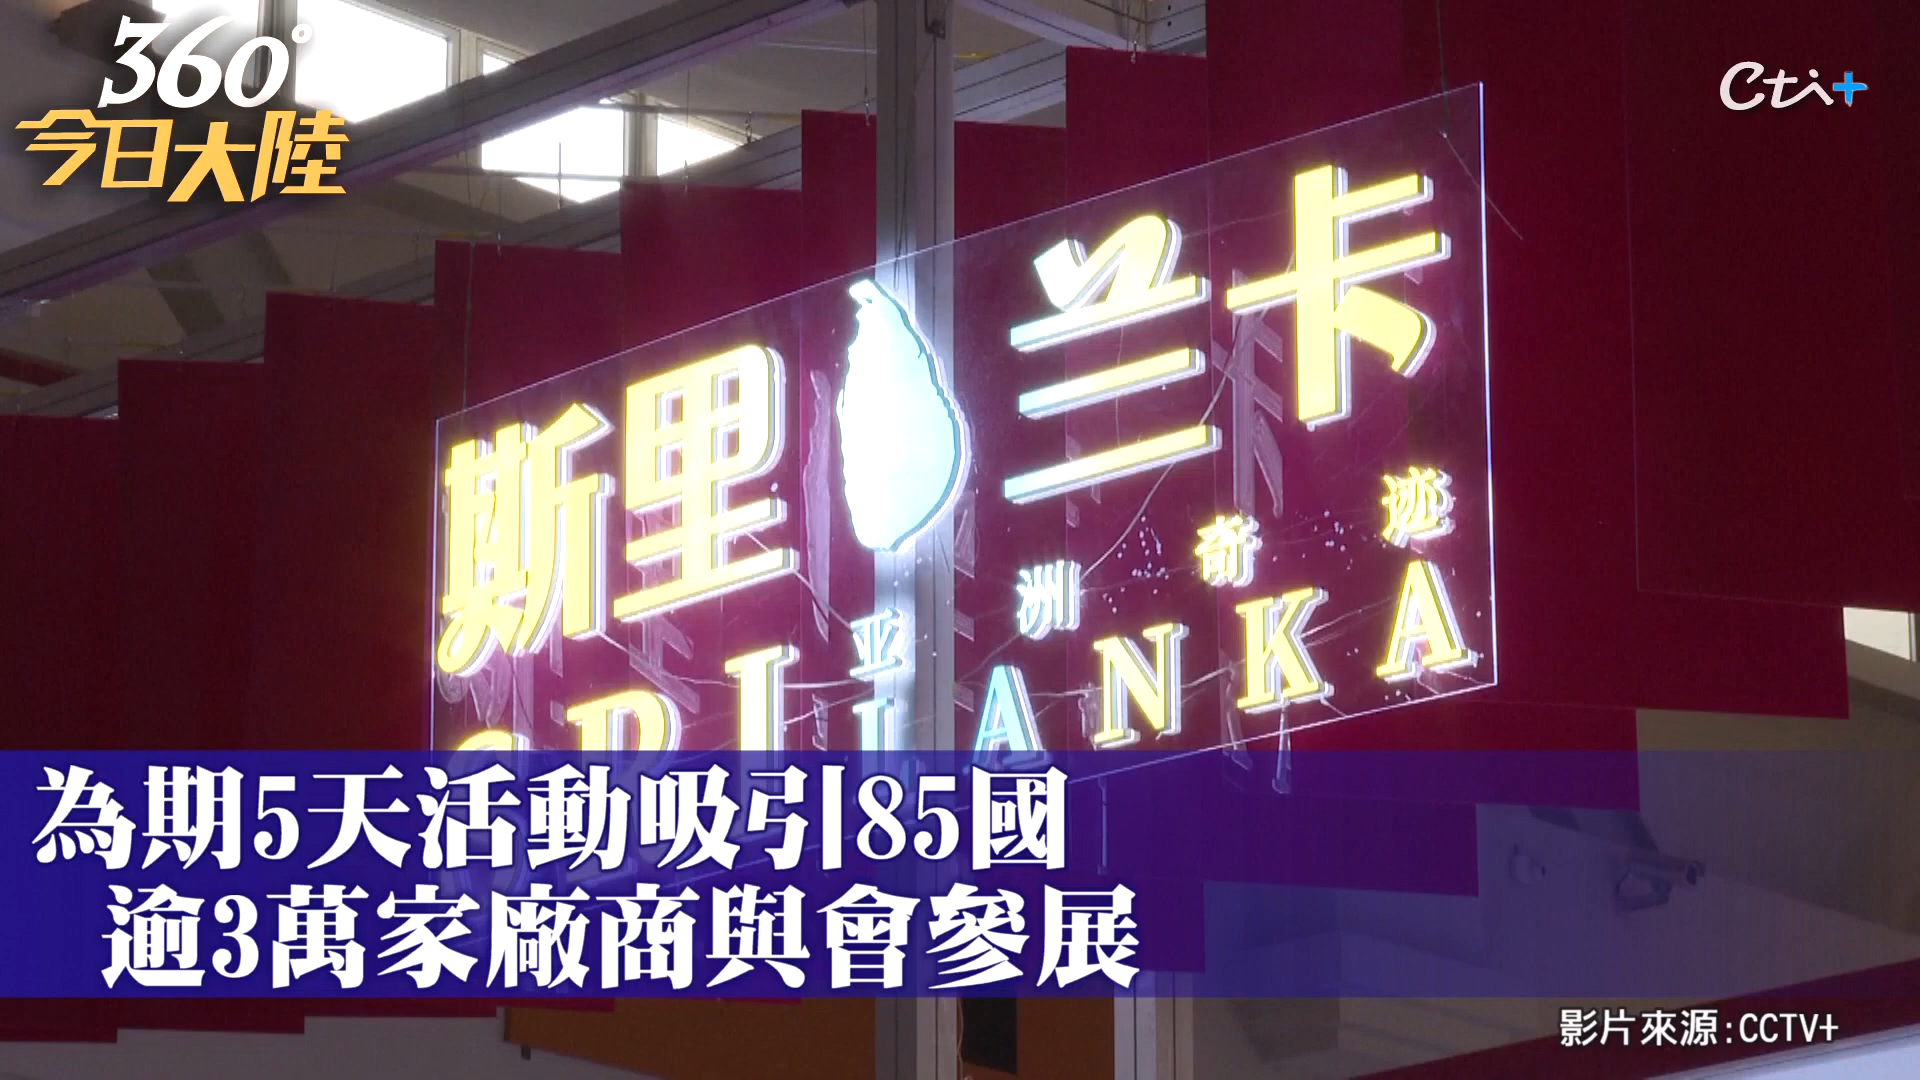 360°
今日大陸
Cti+
斯里兰卡
亚洲奇迹
SRI LANKA
為期5天活動吸引85國
逾3萬家廠商與會參展
影片來源:CCTV+